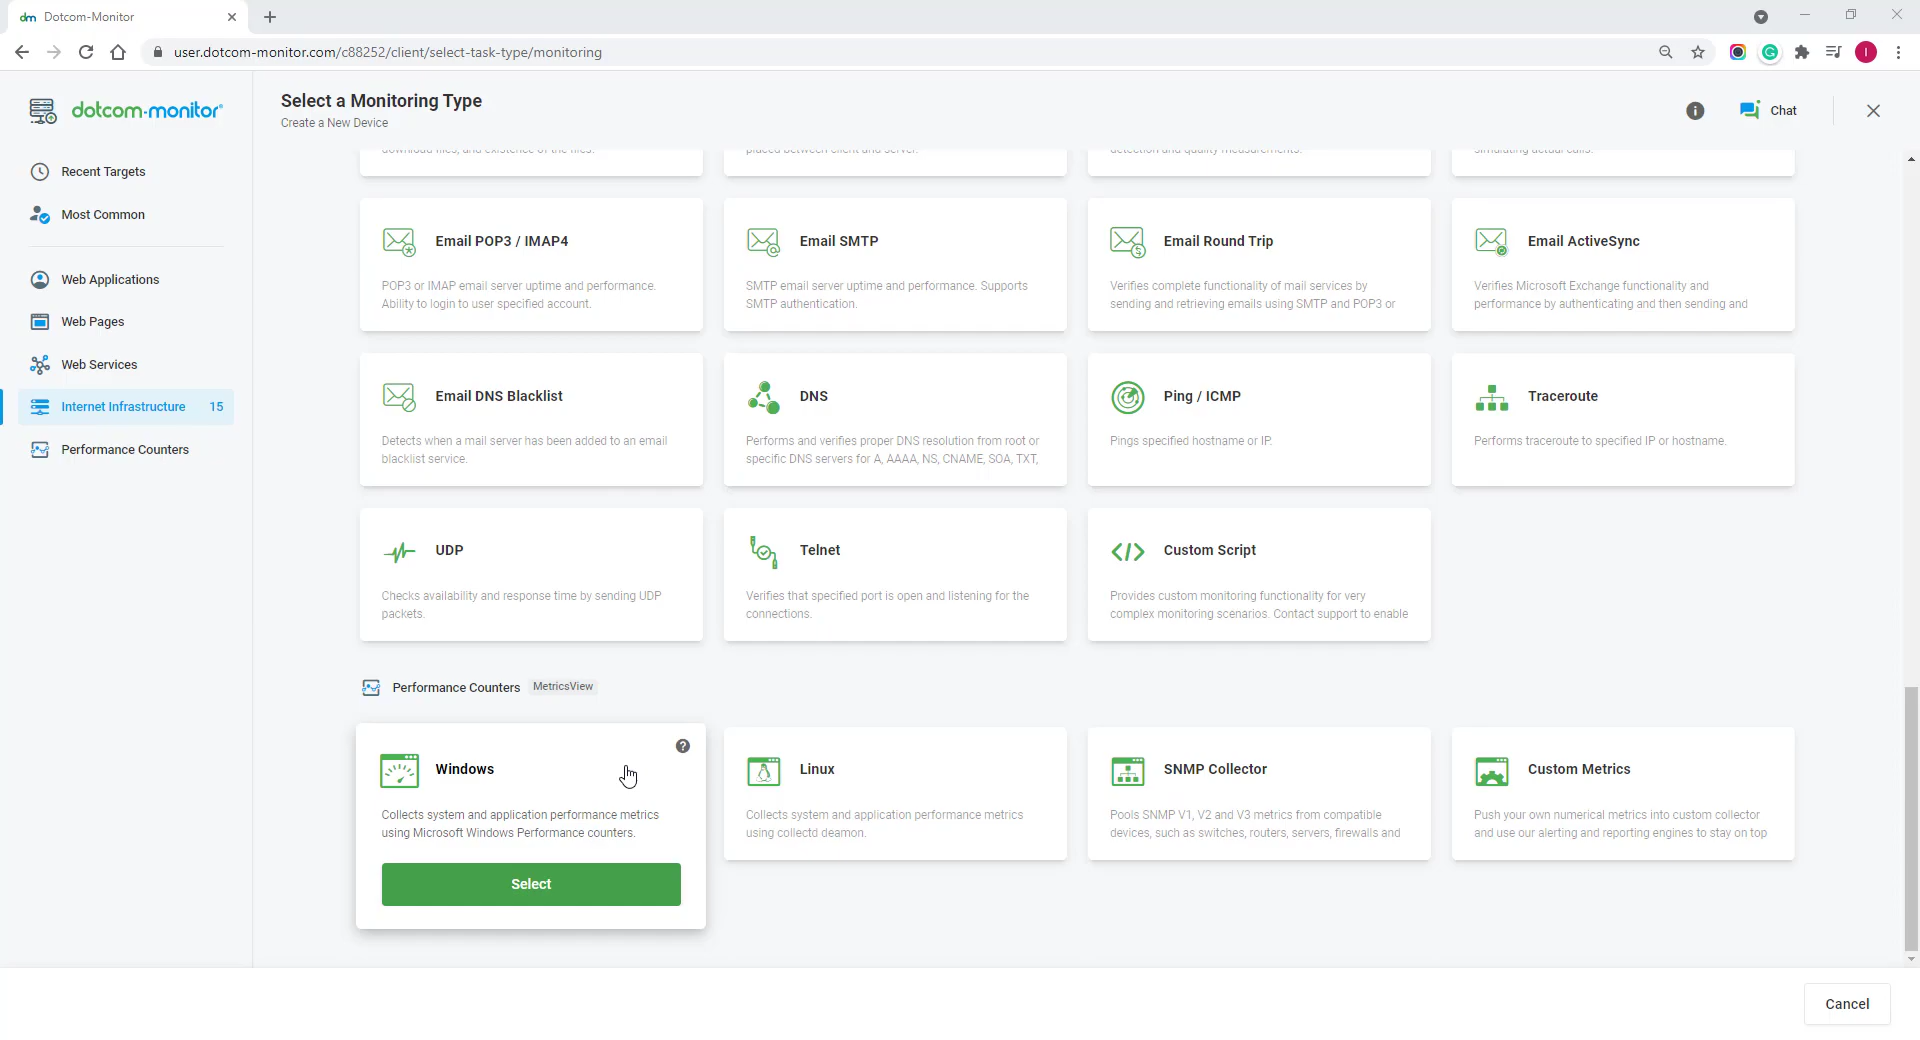 dm Dotcom-Monitor
user.dotcom-monitor.com/c88252/client/select-task-type/monitoring
I
dotcom-monitor
Select a Monitoring Type
Create a New Device
Chat
Recent Targets
Most Common
Web Applications
Web Pages
Web Services
Internet Infrastructure 15
Performance Counters
download files, and existence of the files.
placed between client and server.
detection and quality measurements.
simulating actual calls.
Email POP3 / IMAP4
POP3 or IMAP email server uptime and performance.
Ability to login to user specified account.
Email SMTP
SMTP email server uptime and performance. Supports
SMTP authentication.
Email Round Trip
Verifies complete functionality of mail services by
sending and retrieving emails using SMTP and POP3 or
Email ActiveSync
Verifies Microsoft Exchange functionality and
performance by authenticating and then sending and
Email DNS Blacklist
Detects when a mail server has been added to an email
blacklist service.
DNS
Performs and verifies proper DNS resolution from root or
specific DNS servers for A, AAAA, NS, CNAME, SOA, TXT,
Ping / ICMP
Pings specified hostname or IP.
Traceroute
Performs traceroute to specified IP or hostname.
UDP
Checks availability and response time by sending UDP
packets.
Telnet
Verifies that specified port is open and listening for the
connections.
Custom Script
Provides custom monitoring functionality for very
complex monitoring scenarios. Contact support to enable
Performance Counters MetricsView
Windows
Collects system and application performance metrics
using Microsoft Windows Performance counters.
Select
Linux
Collects system and application performance metrics
using collectd deamon.
SNMP Collector
Pools SNMP V1, V2 and V3 metrics from compatible
devices, such as switches, routers, servers, firewalls and
Custom Metrics
Push your own numerical metrics into custom collector
and use our alerting and reporting engines to stay on top
Cancel